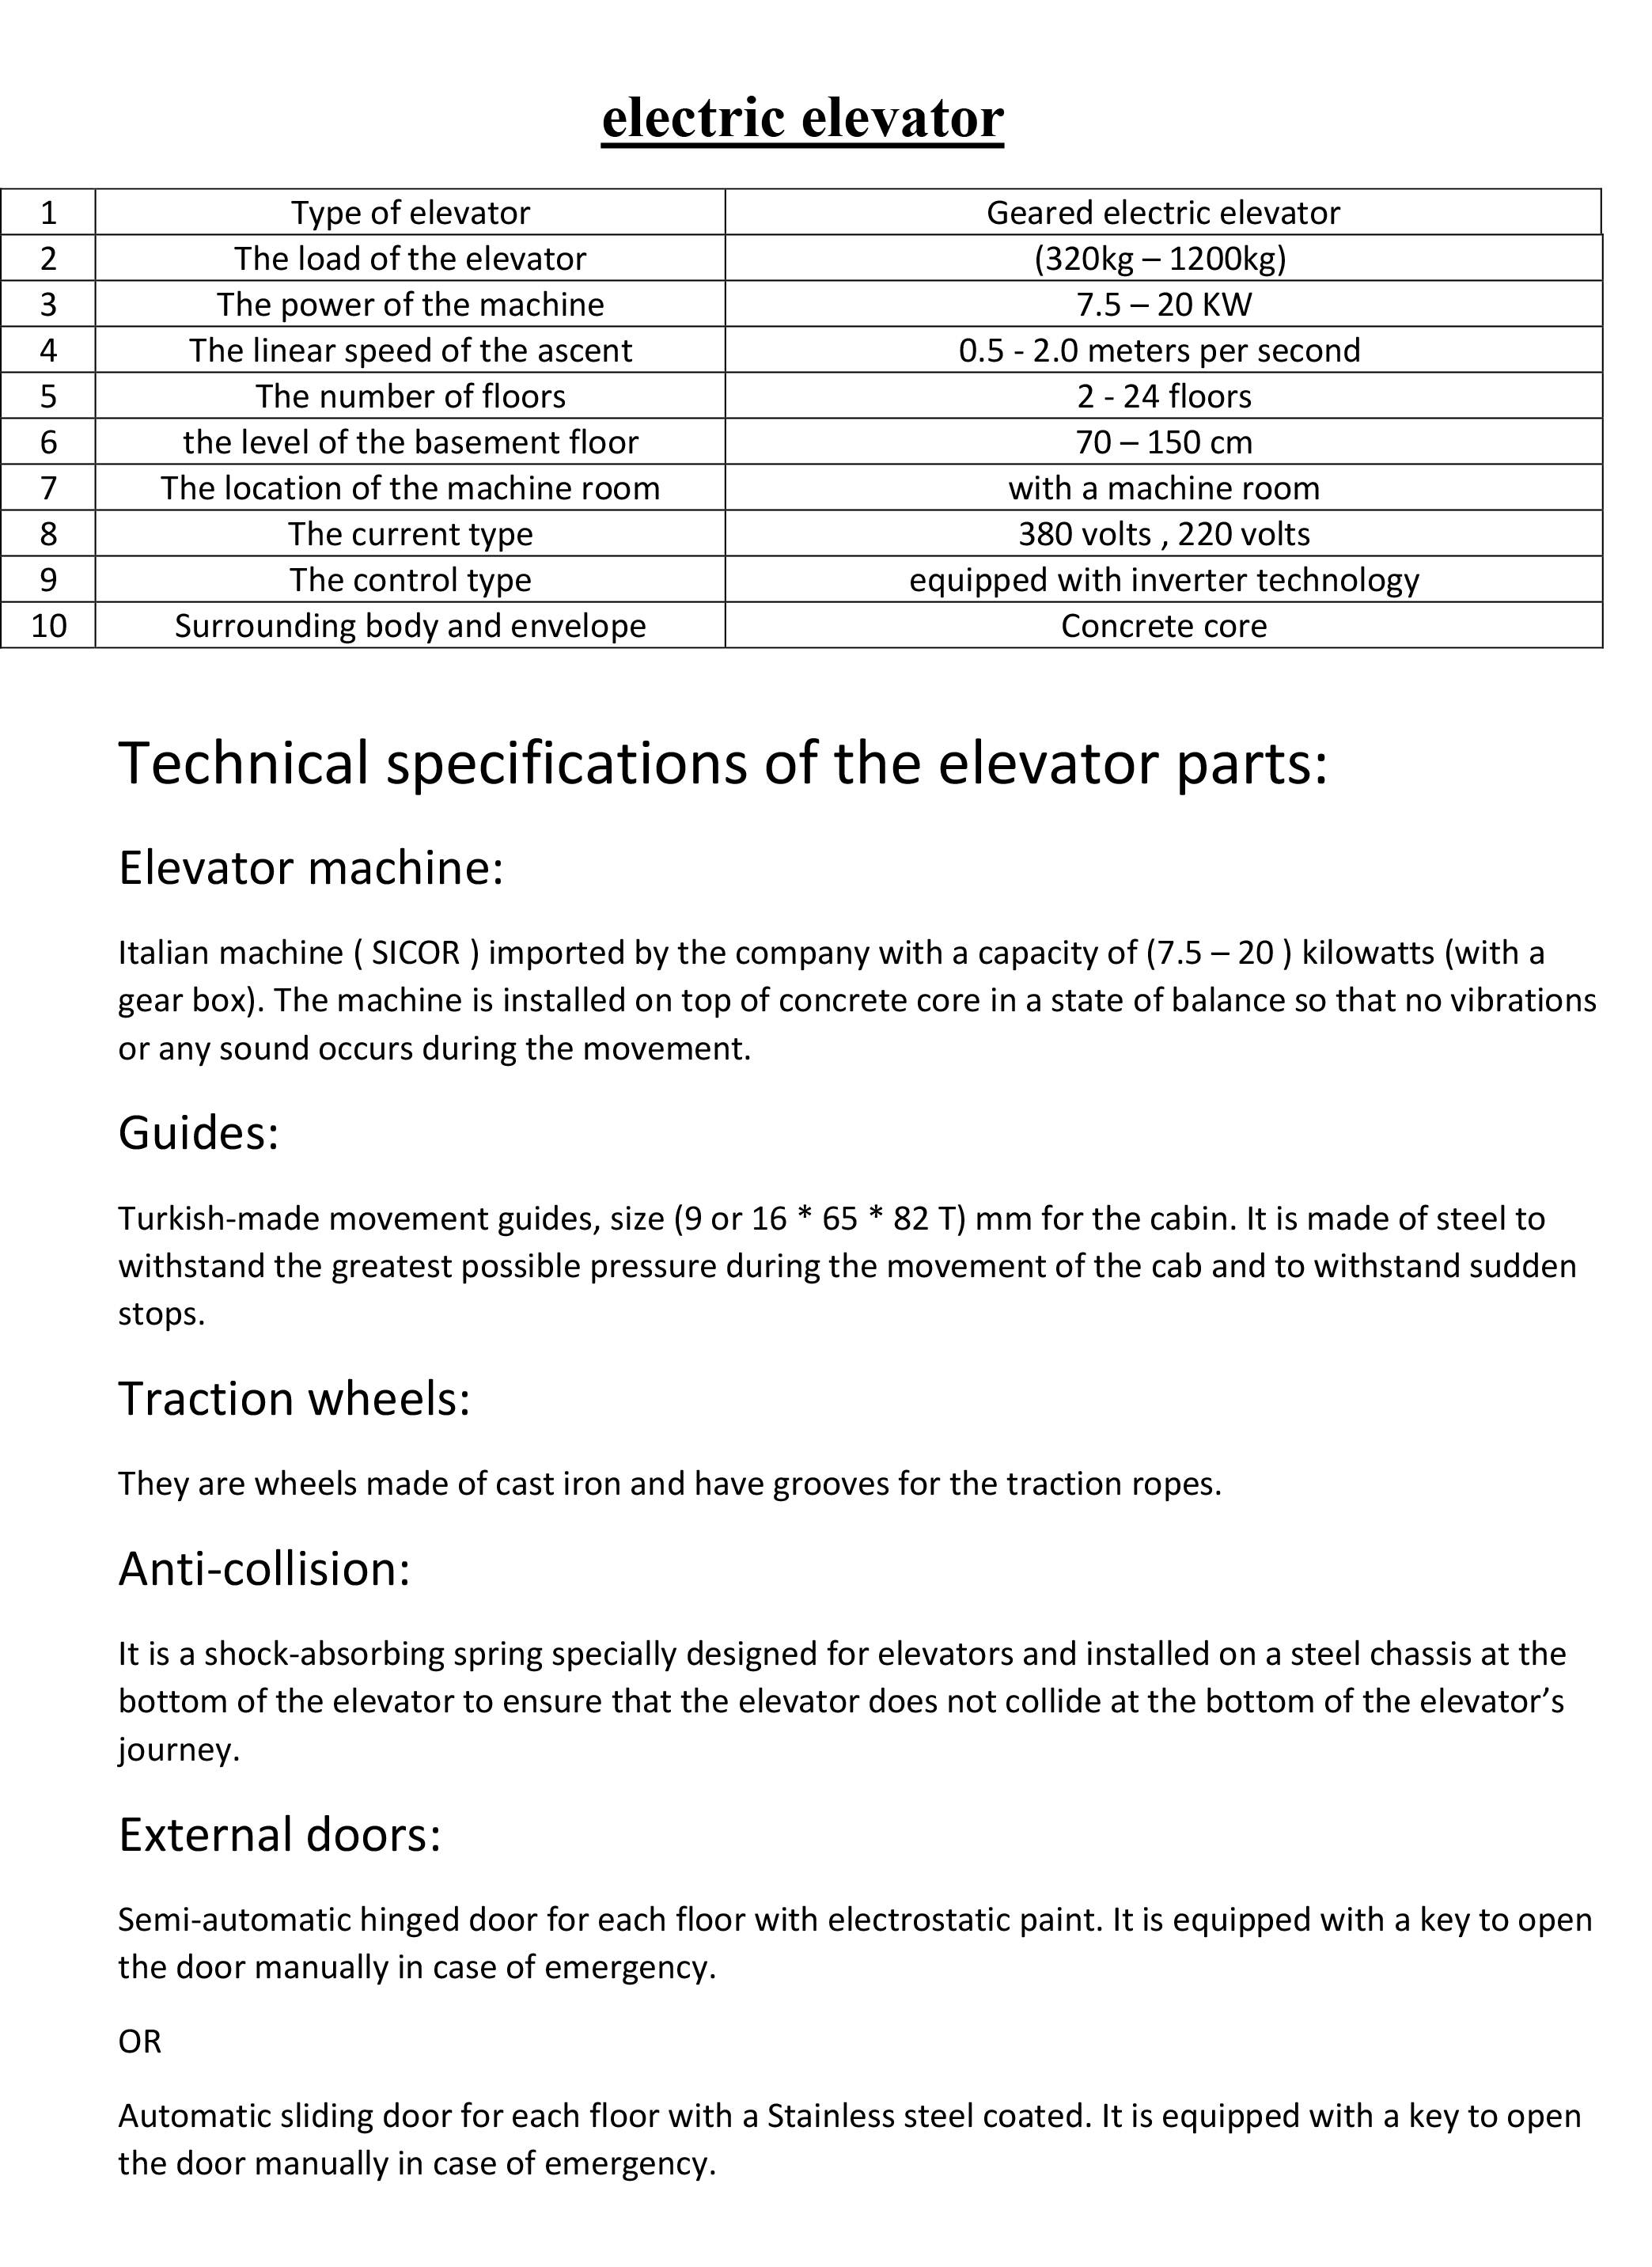 electric elevator
1 Type of elevator Geared electric elevator
2 The load of the elevator (320kg – 1200kg)
3 The power of the machine 7.5 – 20 KW
4 The linear speed of the ascent 0.5 - 2.0 meters per second
5 The number of floors 2 - 24 floors
6 the level of the basement floor 70 – 150 cm
7 The location of the machine room with a machine room
8 The current type 380 volts , 220 volts
9 The control type equipped with inverter technology
10 Surrounding body and envelope Concrete core
Technical specifications of the elevator parts:
Elevator machine:
Italian machine ( SICOR ) imported by the company with a capacity of (7.5 – 20 ) kilowatts (with a
gear box). The machine is installed on top of concrete core in a state of balance so that no vibrations
or any sound occurs during the movement.
Guides:
Turkish-made movement guides, size (9 or 16 * 65 * 82 T) mm for the cabin. It is made of steel to
withstand the greatest possible pressure during the movement of the cab and to withstand sudden
stops.
Traction wheels:
They are wheels made of cast iron and have grooves for the traction ropes.
Anti-collision:
It is a shock-absorbing spring specially designed for elevators and installed on a steel chassis at the
bottom of the elevator to ensure that the elevator does not collide at the bottom of the elevator’s
journey.
External doors:
Semi-automatic hinged door for each floor with electrostatic paint. It is equipped with a key to open
the door manually in case of emergency.
OR
Automatic sliding door for each floor with a Stainless steel coated. It is equipped with a key to open
the door manually in case of emergency.